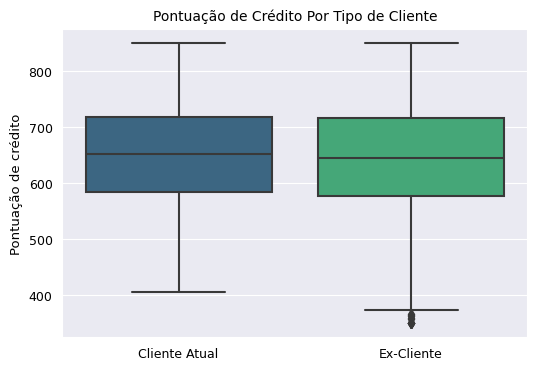 Pontuação de Crédito Por Tipo de Cliente
Pontuação de crédito
800
700
600
500
400
Cliente Atual
Ex-Cliente